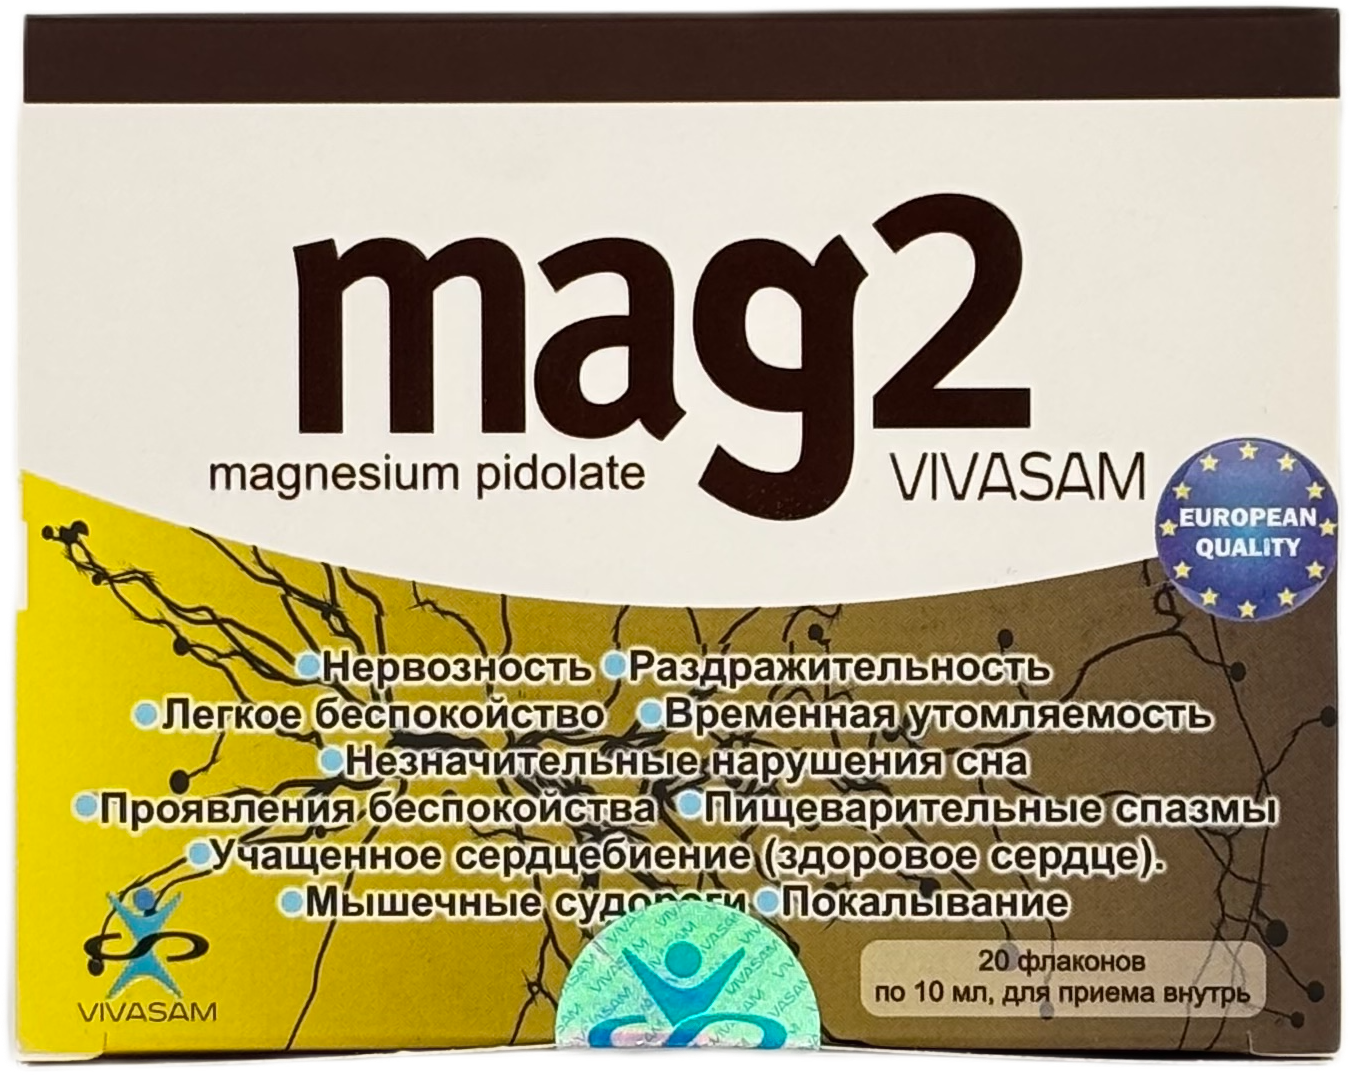 mag2
magnesium pidolate VIVASAM
EUROPEAN
QUALITY
Нервозность Раздражительность
Легкое беспокойство Временная утомляемость
Незначительные нарушения сна
Проявления беспокойства Пищеварительные спазмы
Учащенное сердцебиение (здоровое сердце).
Мышечные судороги Покалывание
VIVASAM
20 флаконов
по 10 мл, для приема внутрь